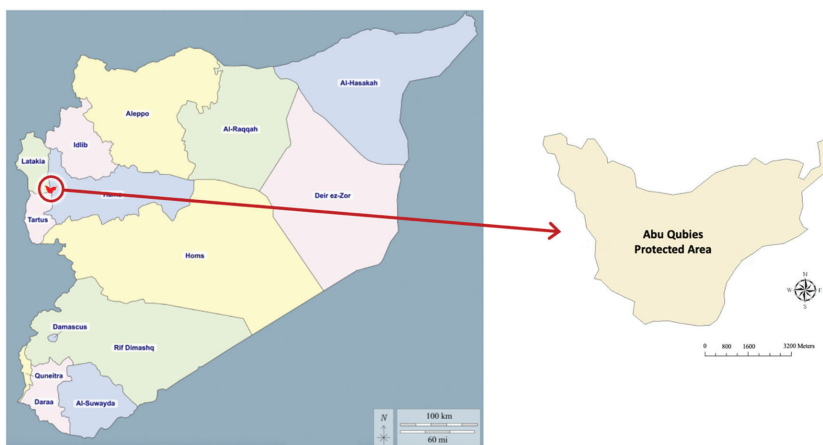 Al-Hasakah
Aleppo
Al-Raqqah
Idlib
Latakia
Deir ez-Zor
Tartus
Homs
Damascus
Rif Dimashq
Quneitra
Daraa
Al-Suwayda
N
100 km
60 mi
Abu Qubies
Protected Area
N
W E
S
0 800 1600 3200 Meters